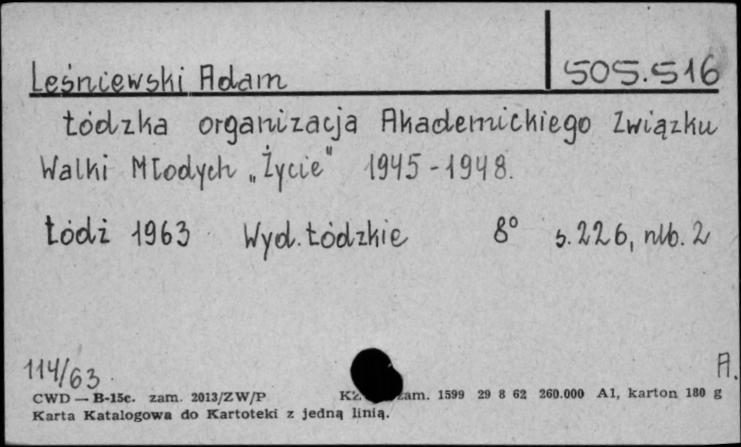 Leśniewski Adam 505.516
Łódzka organizacja Akademickiego Związku
Walki Młodych „Życie" 1945-1948.
Łódź 1963 Wyd. Łódzkie 8° s. 226, nlb. 2
114/63 A.
CWD — B-15c. zam. 2013/ZW/P zam. 1599 29 8 62 260.000 A1, karton 180 g
Karta Katalogowa do Kartoteki z jedną linią.